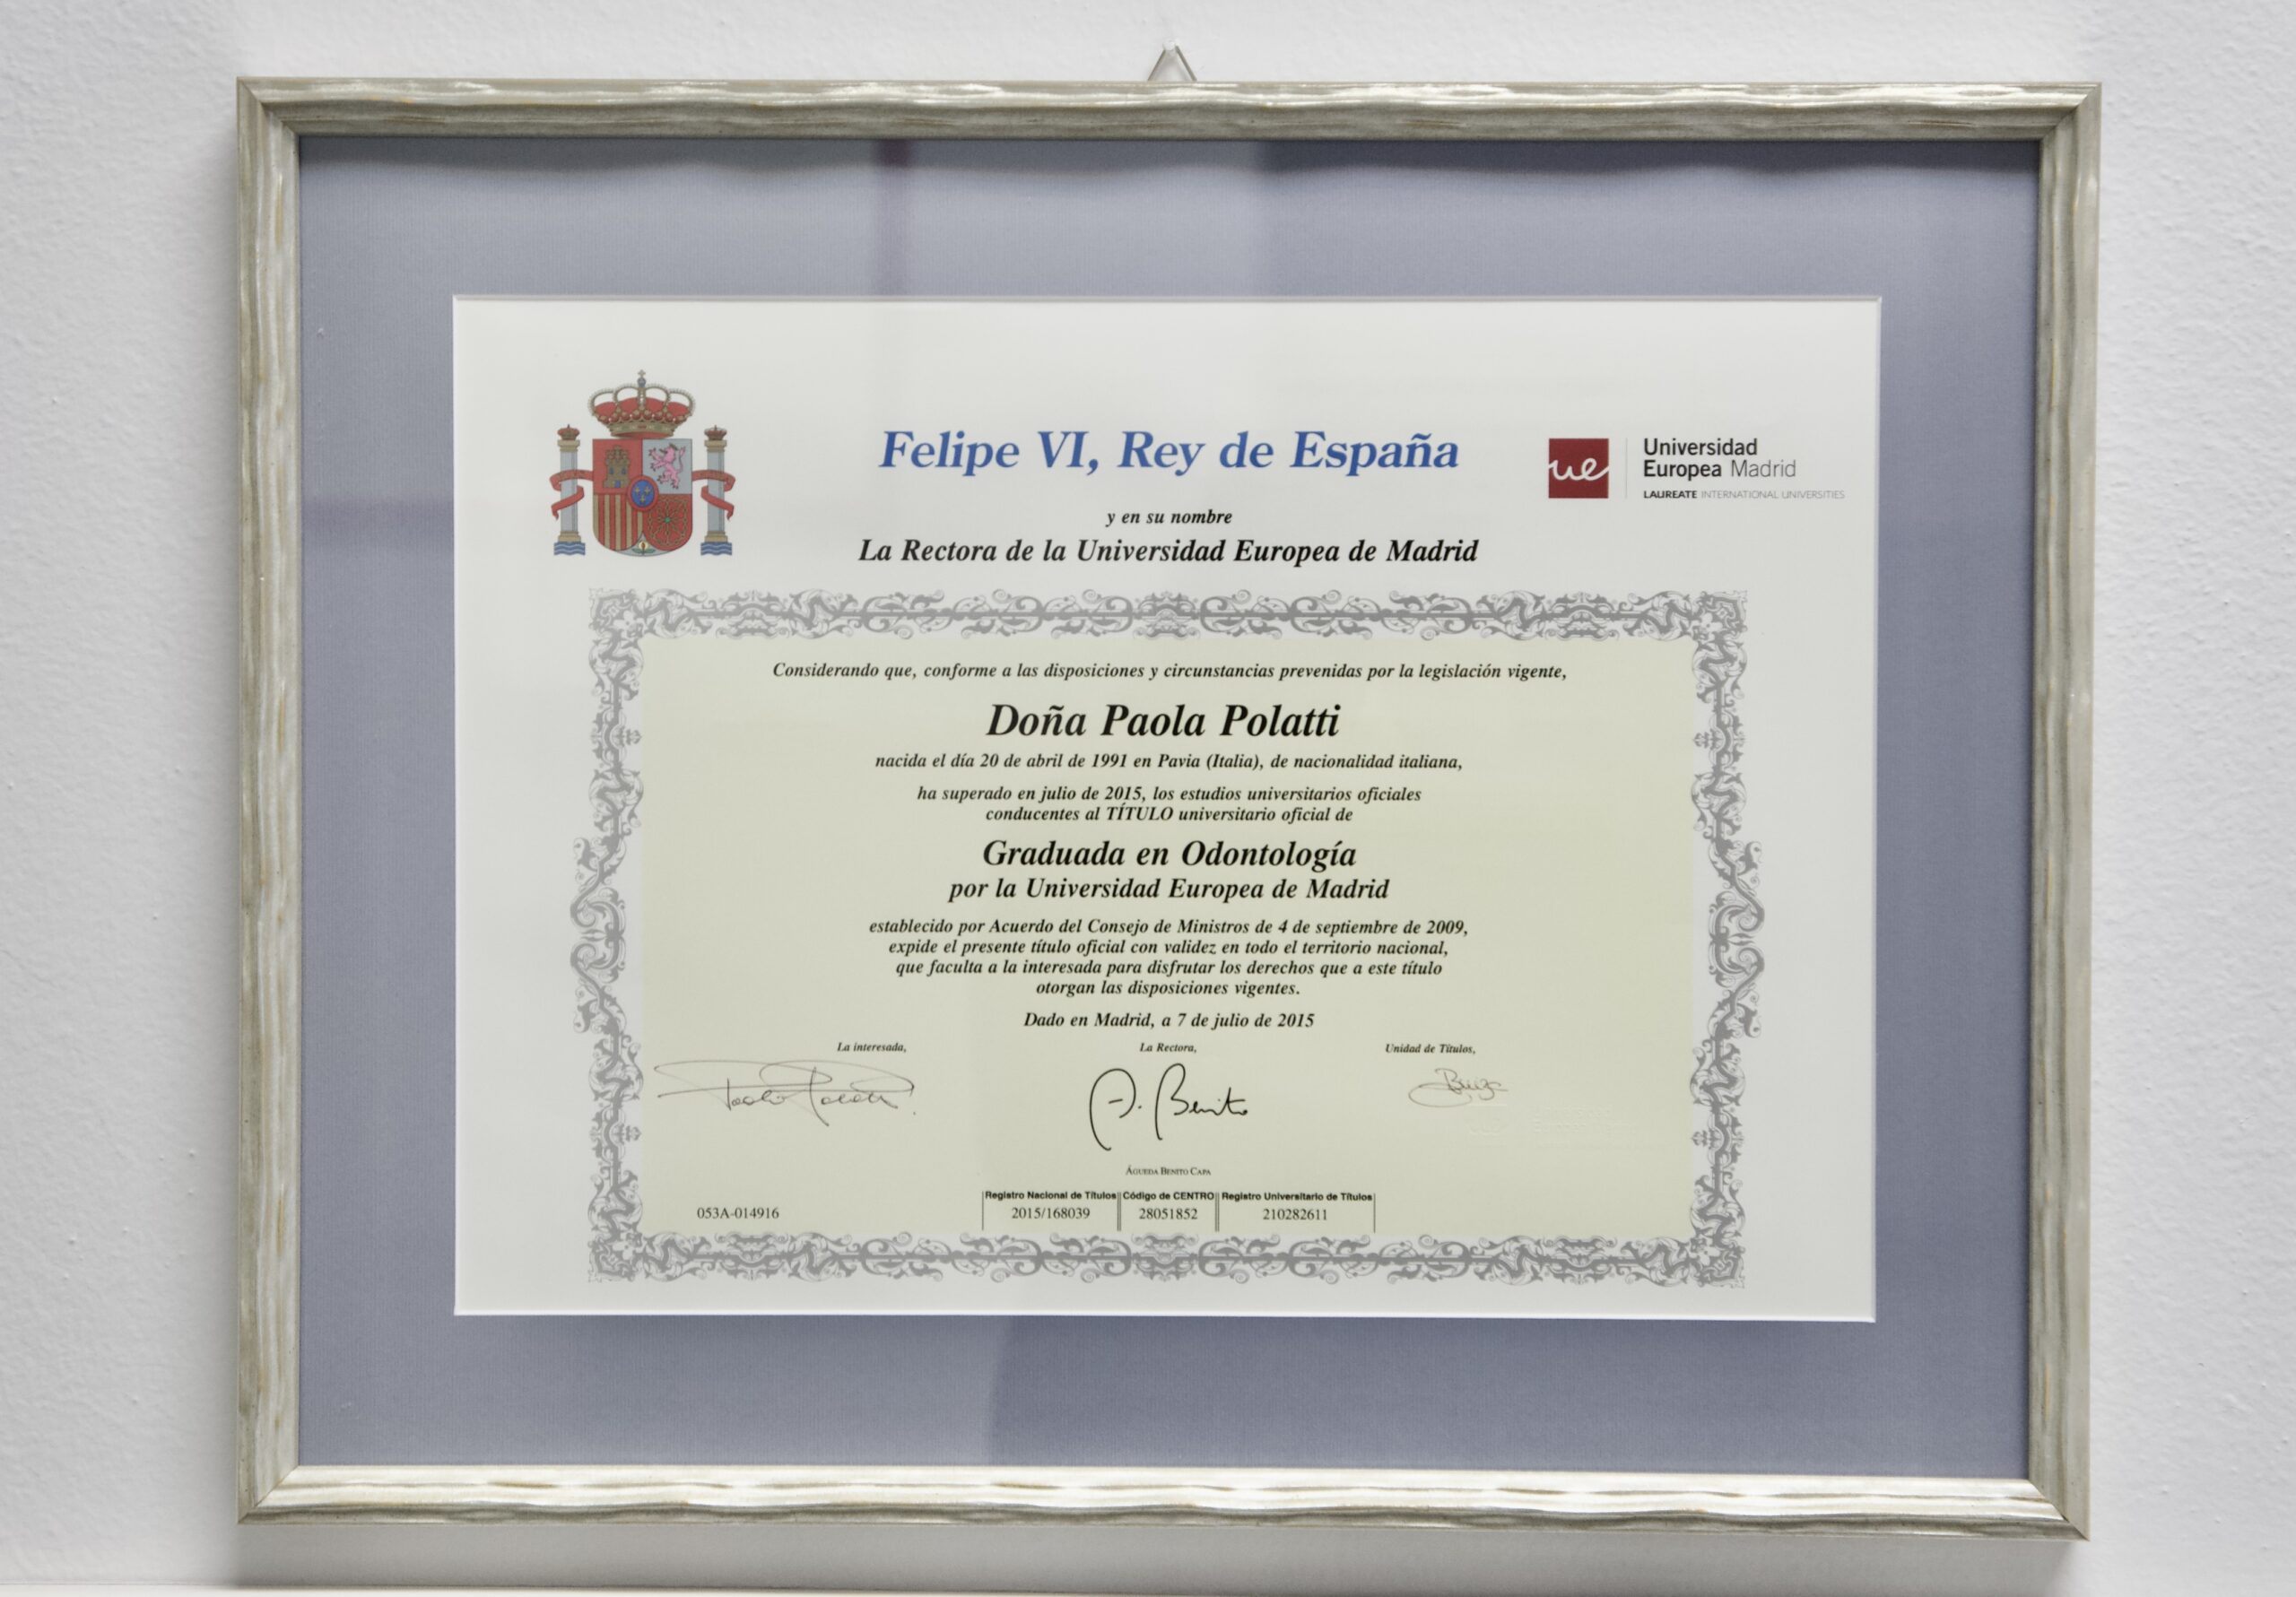 Felipe VI, Rey de España
ue
Universidad
Europea Madrid
LAUREATE INTERNATIONAL UNIVERSITIES
y en su nombre
La Rectora de la Universidad Europea de Madrid
Considerando que, conforme a las disposiciones y circunstancias prevenidas por la legislación vigente,
Doña Paola Polatti
nacida el día 20 de abril de 1991 en Pavia (Italia), de nacionalidad italiana,
ha superado en julio de 2015, los estudios universitarios oficiales
conducentes al TÍTULO universitario oficial de
Graduada en Odontología
por la Universidad Europea de Madrid
establecido por Acuerdo del Consejo de Ministros de 4 de septiembre de 2009,
expide el presente título oficial con validez en todo el territorio nacional,
que faculta a la interesada para disfrutar los derechos que a este título
otorgan las disposiciones vigentes.
Dado en Madrid, a 7 de julio de 2015
La interesada, La Rectora, Unidad de Títulos,
A. Benito
ÁGUEDA BENITO CAPA
Registro Nacional de Títulos Código de CENTRO Registro Universitario de Títulos
053A-014916 2015/168039 28051852 210282611